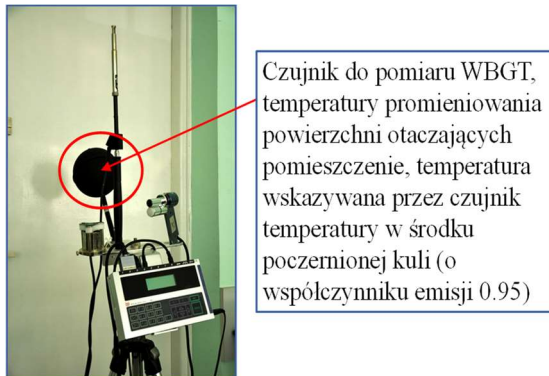 Czujnik do pomiaru WBGT,
temperatury promieniowania
powierzchni otaczających
pomieszczenie, temperatura
wskazywana przez czujnik
temperatury w środku
poczernionej kuli (o
współczynniku emisji 0.95)